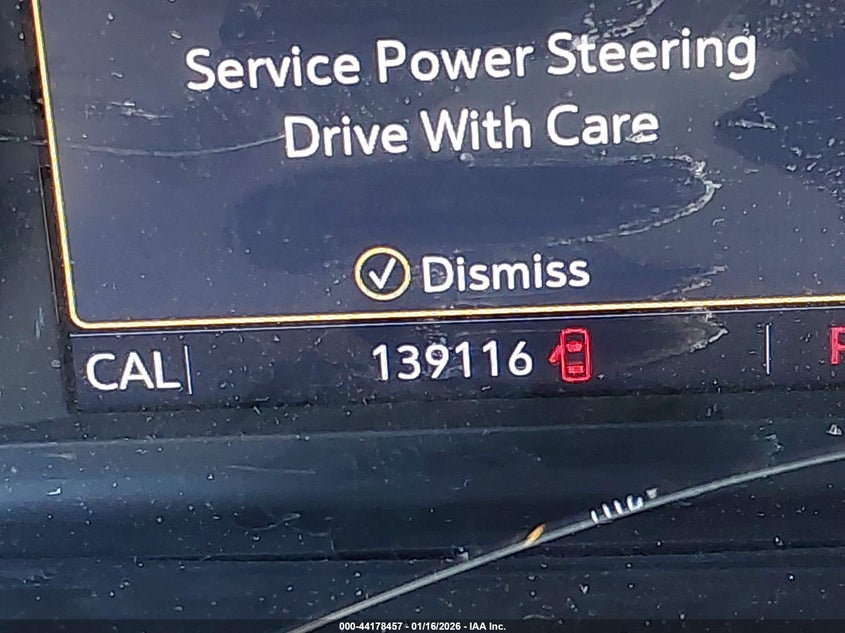 Service Power Steering
Drive With Care
Dismiss
CAL 139116
000-44178457 - 01/16/2026 - IAA Inc.